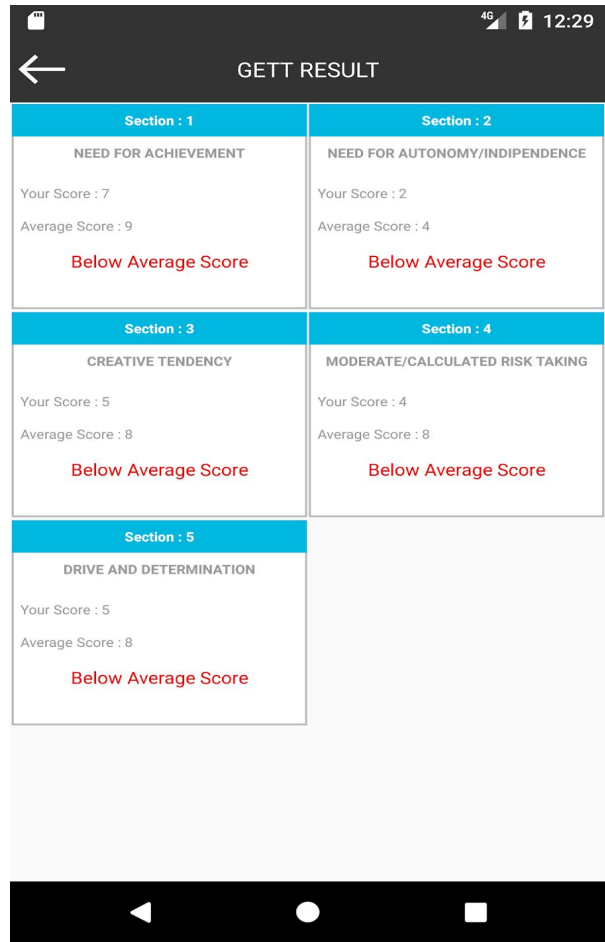 4G 12:29
GETT RESULT
Section : 1
NEED FOR ACHIEVEMENT
Your Score : 7
Average Score : 9
Below Average Score
Section : 2
NEED FOR AUTONOMY/INDIPENDENCE
Your Score : 2
Average Score : 4
Below Average Score
Section : 3
CREATIVE TENDENCY
Your Score : 5
Average Score : 8
Below Average Score
Section : 4
MODERATE/CALCULATED RISK TAKING
Your Score : 4
Average Score : 8
Below Average Score
Section : 5
DRIVE AND DETERMINATION
Your Score : 5
Average Score : 8
Below Average Score